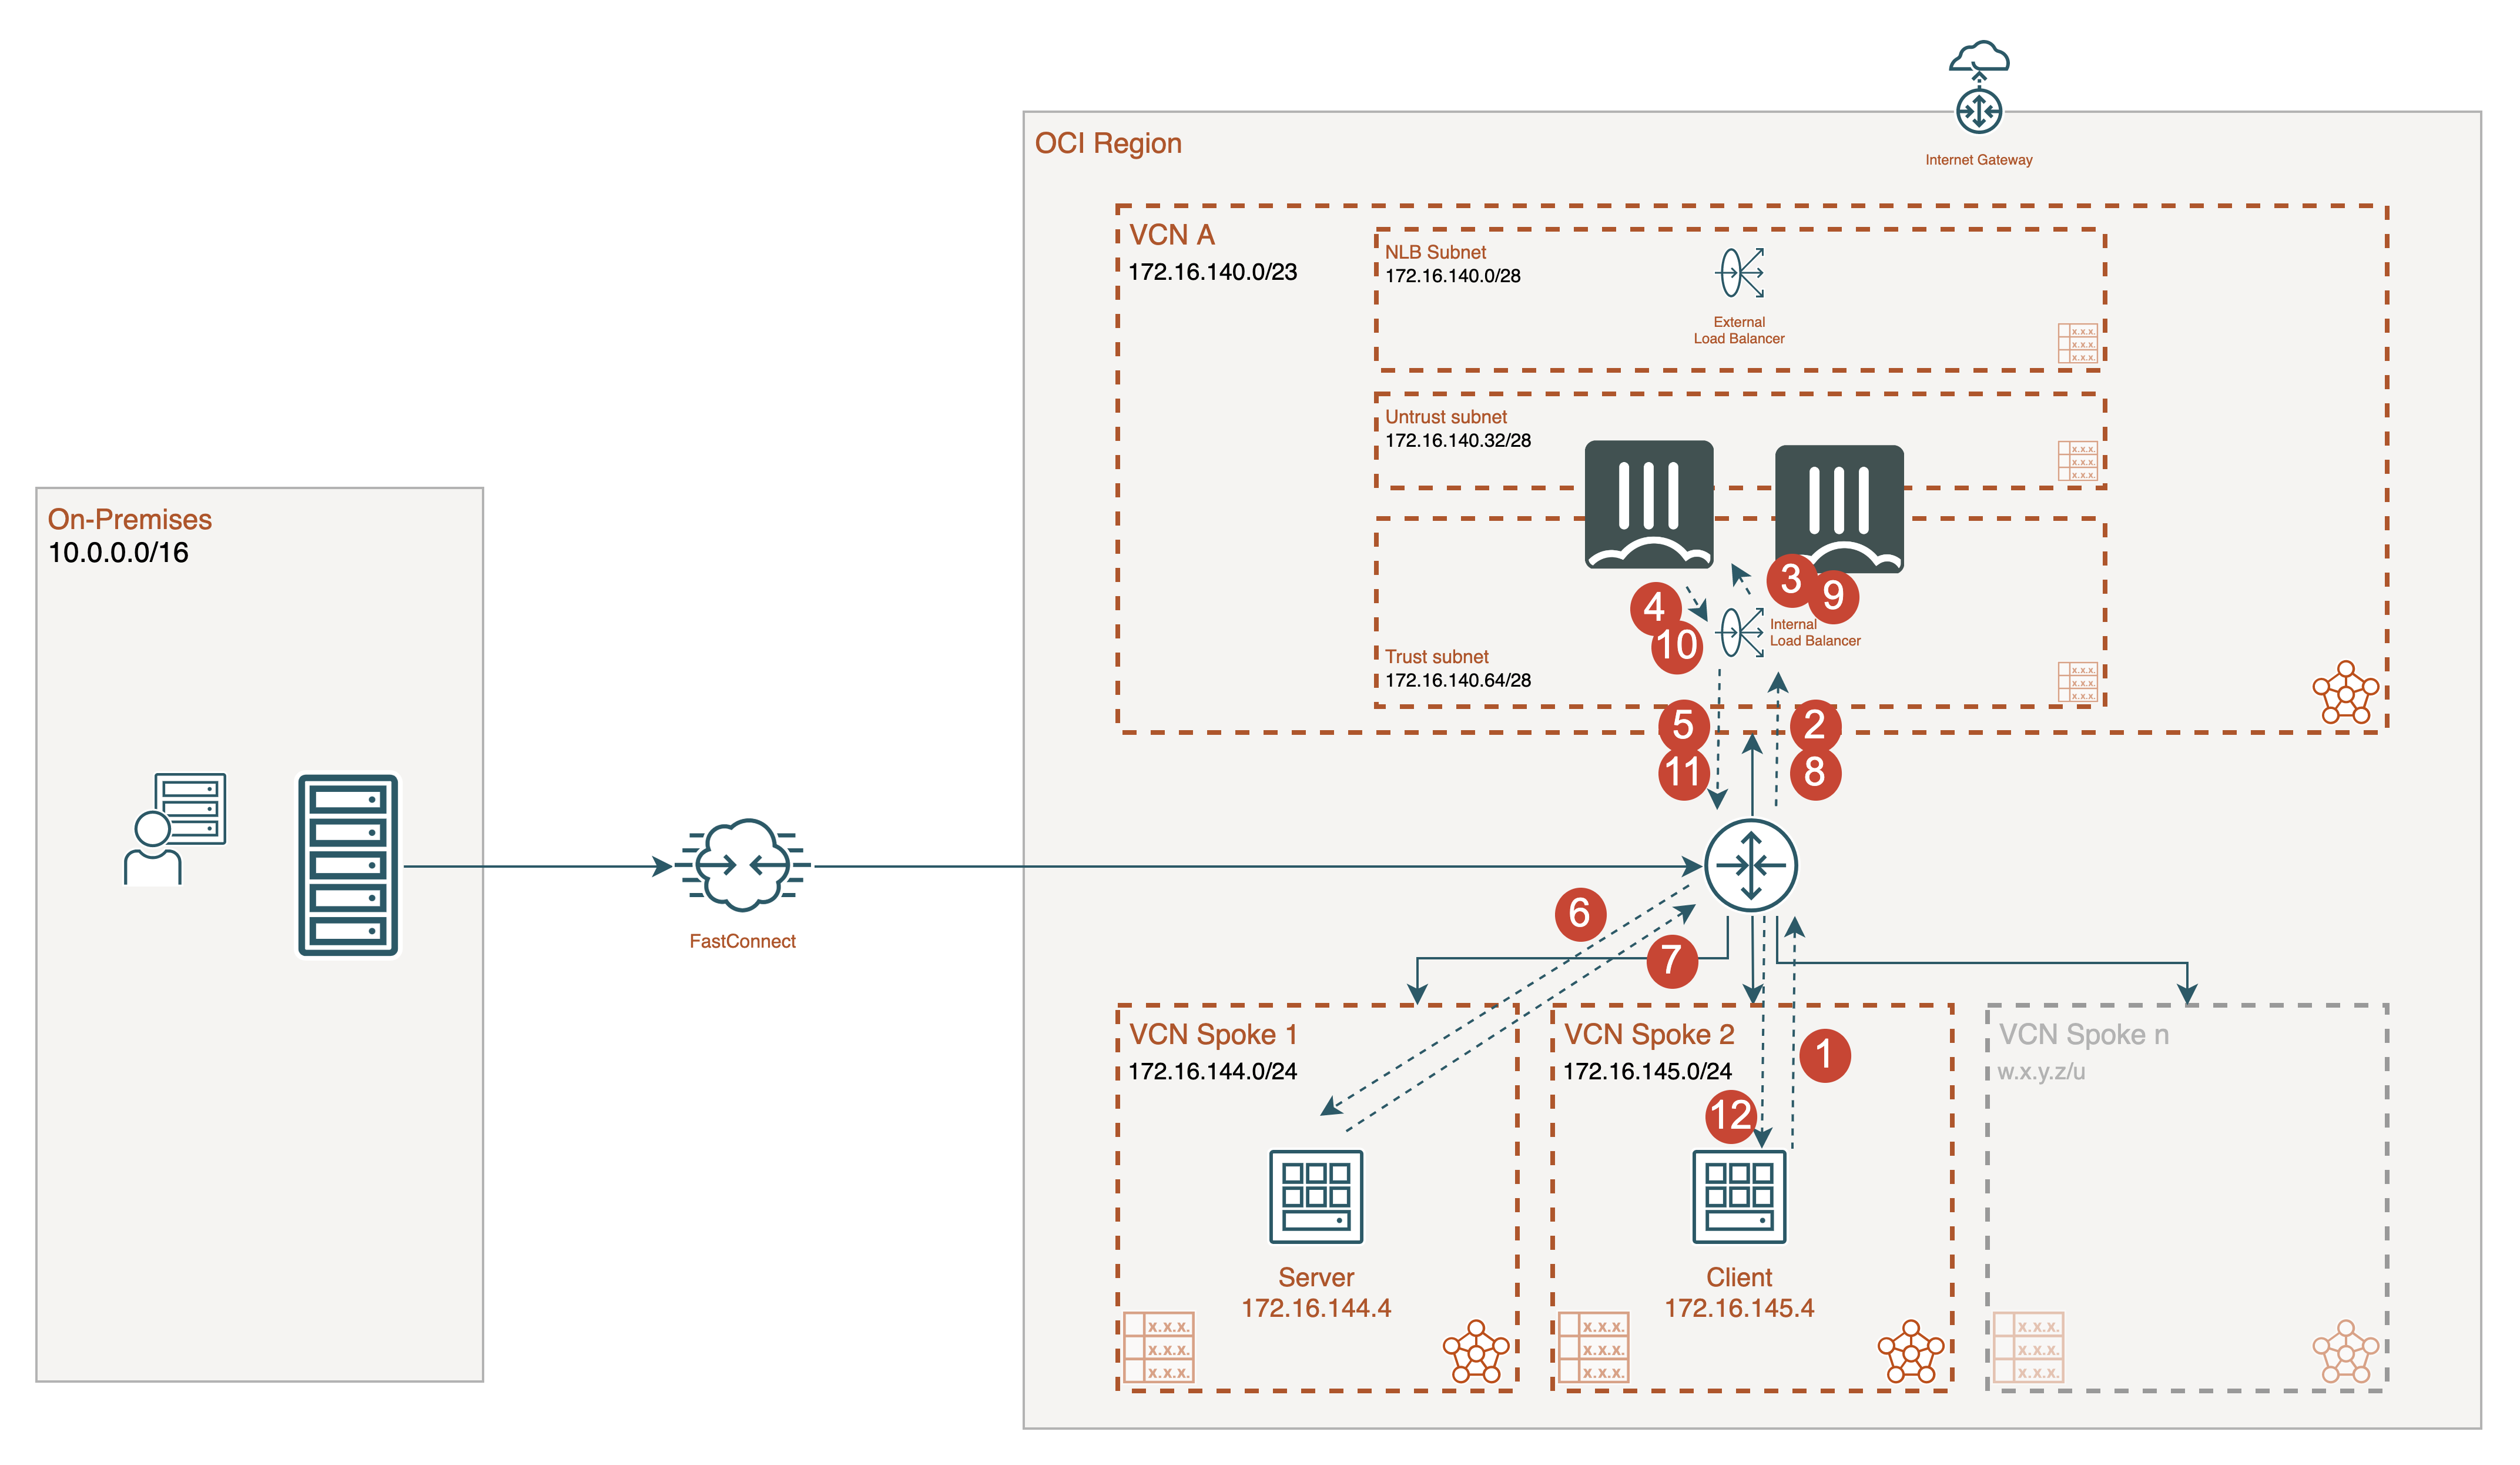 Internet Gateway
OCI Region
VCN A
172.16.140.0/23
NLB Subnet
172.16.140.0/28
External
Load Balancer
x.x.x.
x.x.x.
x.x.x.
Untrust subnet
172.16.140.32/28
x.x.x.
x.x.x.
x.x.x.
On-Premises
10.0.0.0/16
3
9
4
10
Internal
Load Balancer
Trust subnet
172.16.140.64/28
x.x.x.
x.x.x.
x.x.x.
5
2
11
8
FastConnect
6
7
VCN Spoke 1
172.16.144.0/24
VCN Spoke 2
172.16.145.0/24
1
12
VCN Spoke n
w.x.y.z/u
Server
172.16.144.4
Client
172.16.145.4
x.x.x.
x.x.x.
x.x.x.
x.x.x.
x.x.x.
x.x.x.
x.x.x.
x.x.x.
x.x.x.